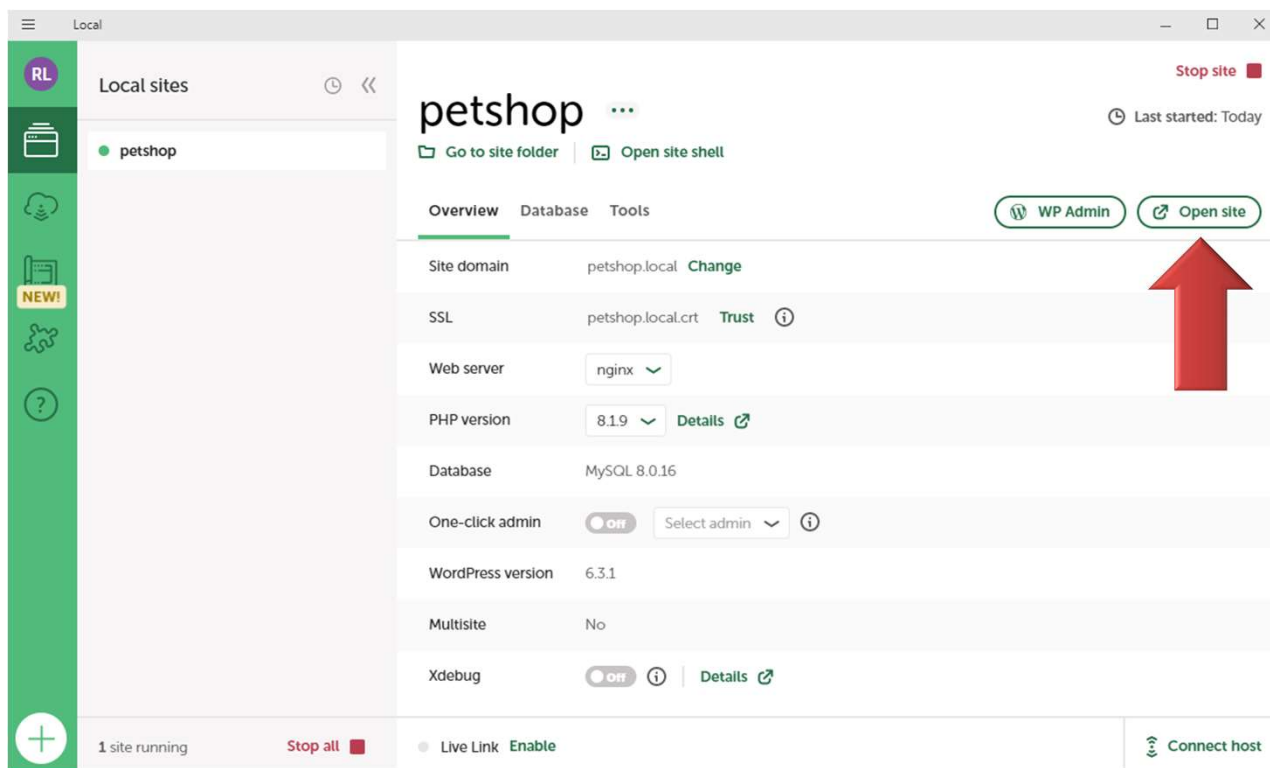 Local
RL
Local sites
Stop site
petshop ...
Last started: Today
petshop
Go to site folder
Open site shell
Overview Database Tools
WP Admin
Open site
Site domain petshop.local Change
NEW!
SSL petshop.local.crt Trust
Web server nginx
PHP version 8.1.9 Details
Database MySQL 8.0.16
One-click admin Off Select admin
WordPress version 6.3.1
Multisite No
Xdebug Off Details
1 site running Stop all
Live Link Enable
Connect host